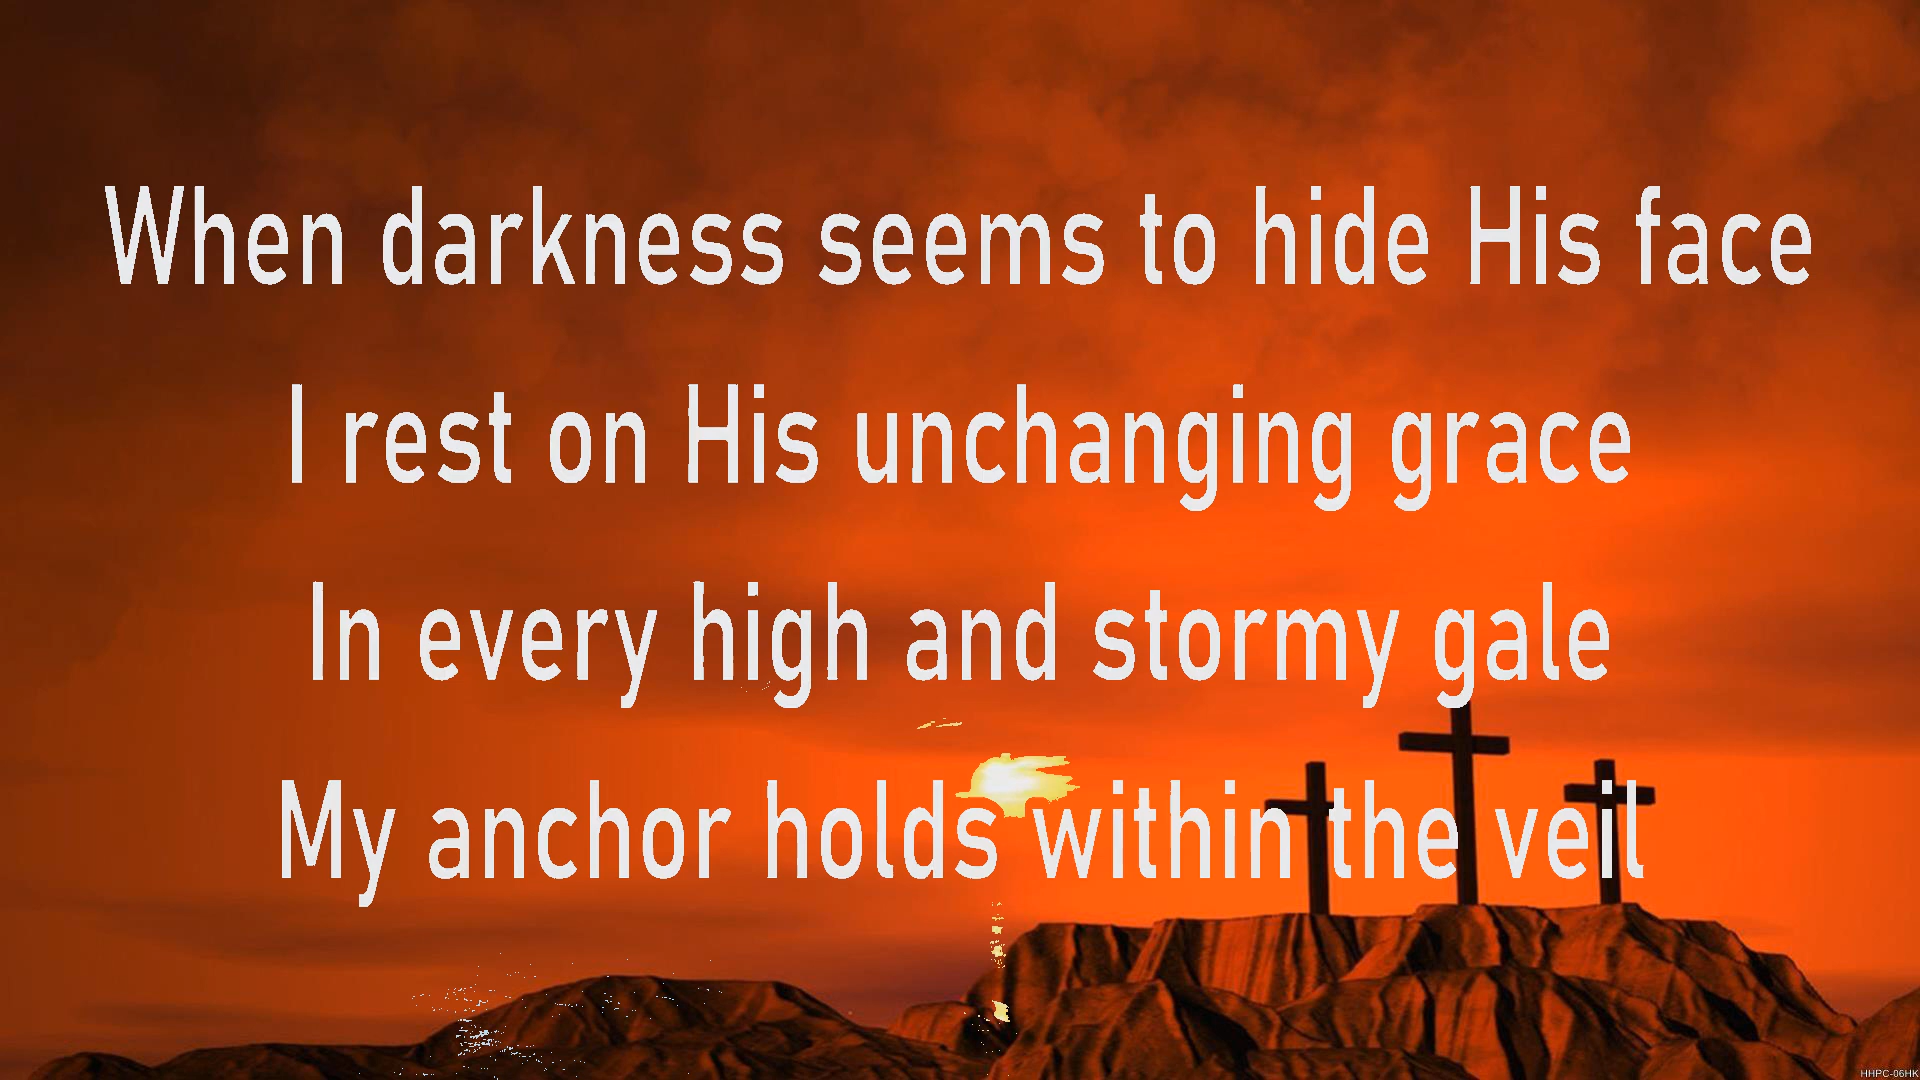 When darkness seems to hide His face
I rest on His unchanging grace
In every high and stormy gale
My anchor holds within the veil
HHPC-06HK